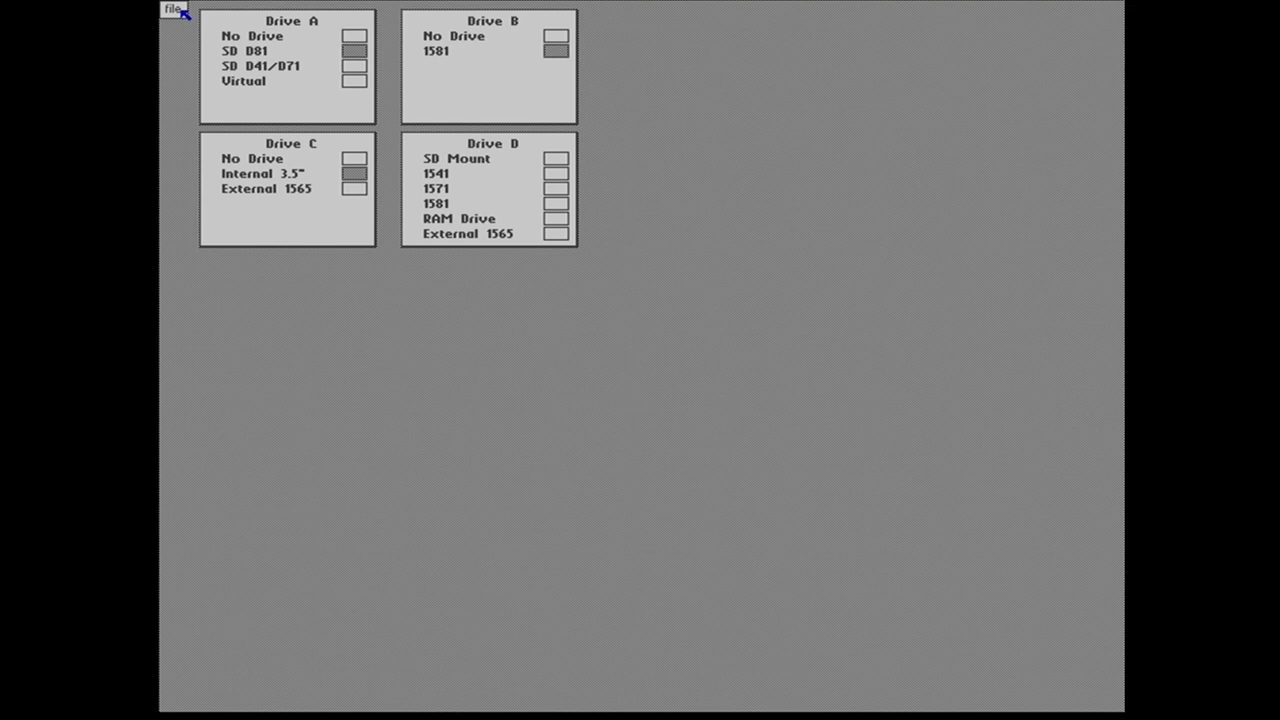 file
Drive A
No Drive
SD D81
SD D41/D71
Virtual
Drive B
No Drive
1581
Drive C
No Drive
Internal 3.5"
External 1565
Drive D
SD Mount
1541
1571
1581
RAM Drive
External 1565